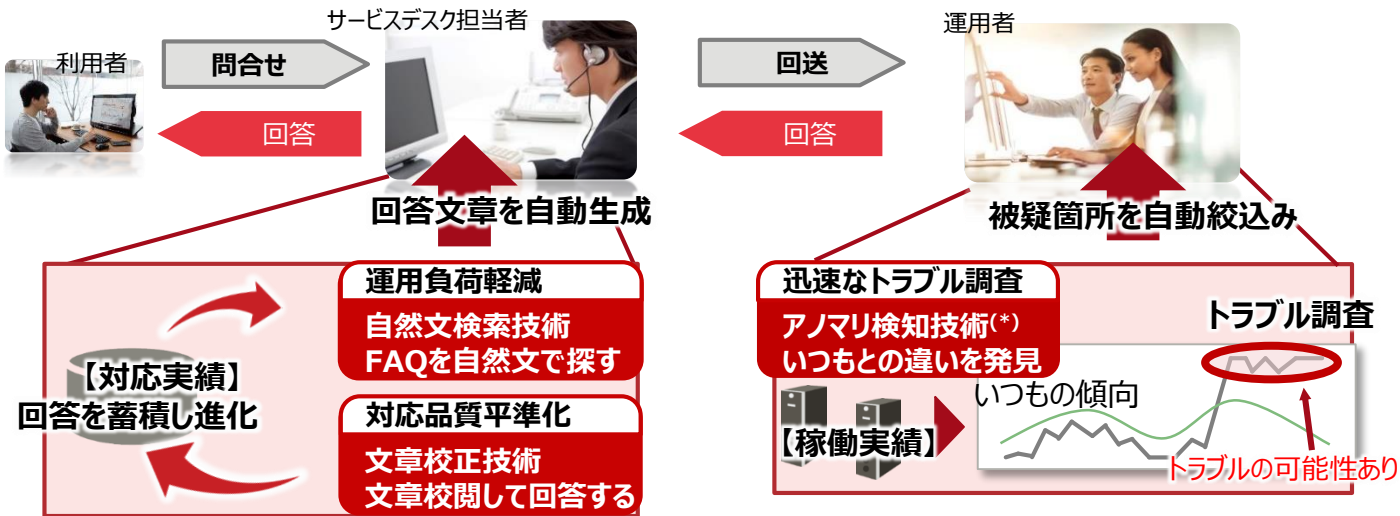 サービスデスク担当者
運用者
利用者
問合せ
回送
回答
回答
回答文章を自動生成
被疑箇所を自動絞込み
運用負荷軽減
自然文検索技術
FAQを自然文で探す
【対応実績】
回答を蓄積し進化
対応品質平準化
文章校正技術
文章校閲して回答する
迅速なトラブル調査
アノマリ検知技術(*)
いつもとの違いを発見
トラブル調査
いつもの傾向
【稼働実績】
トラブルの可能性あり